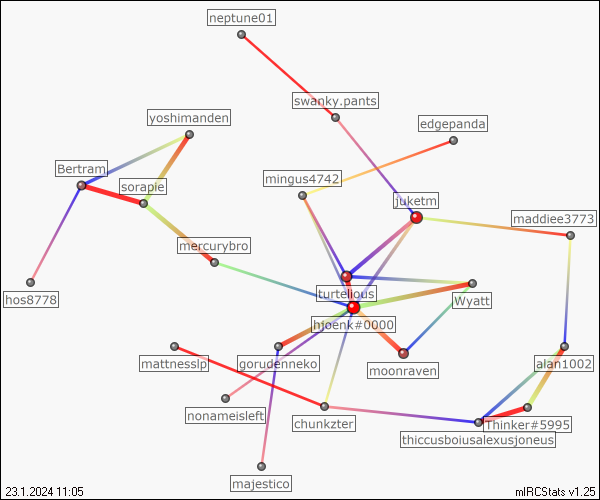 neptune01
swanky.pants
yoshimanden
edgepanda
Bertram
mingus4742
sorapie
juketm
maddiee3773
mercurybro
turtelious
hos8778
Wyatt
hjoenk#0000
mattnesslp
gorudenneko
moonraven
alan1002
nonameisleft
chunkzter
Thinker#5995
thiccusboiusalexusjoneus
majestico
23.1.2024 11:05
mIRCStats v1.25